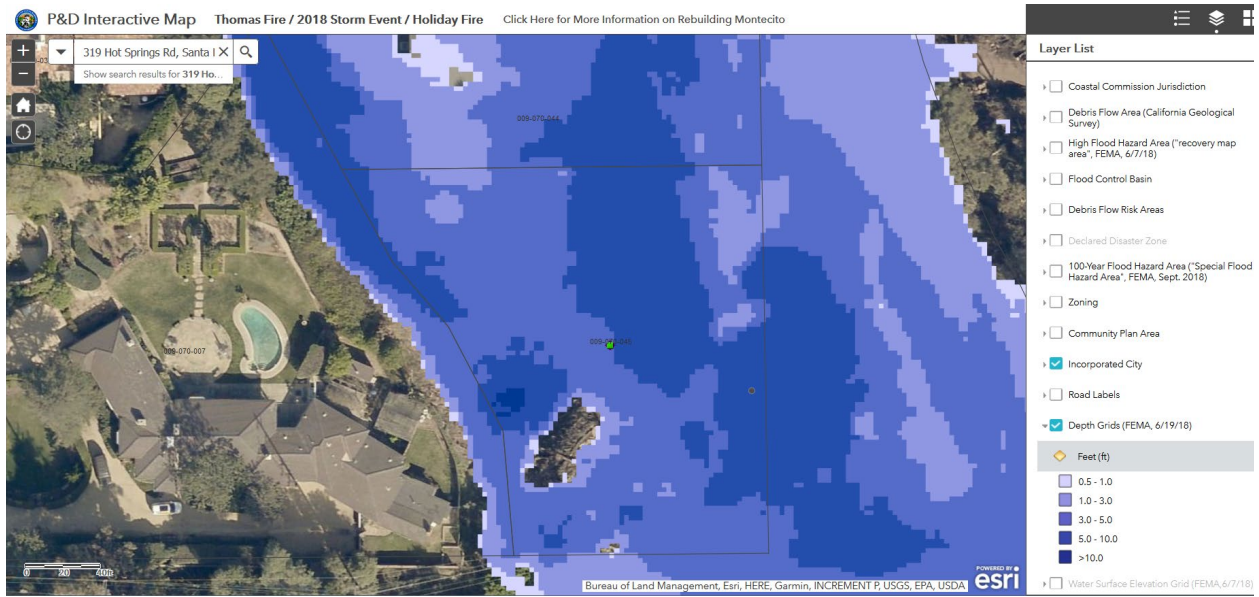 P&D Interactive Map
Thomas Fire / 2018 Storm Event / Holiday Fire
Click Here for More Information on Rebuilding Montecito
319 Hot Springs Rd, Santa
Show search results for 319 Ho...
009-070-044
009-070-007
0 20 40ft
Bureau of Land Management, Esri, HERE, Garmin, INCREMENT P, USGS, EPA, USDA
POWERED BY
esri
Layer List
Coastal Commission Jurisdiction
Debris Flow Area (California Geological
Survey)
High Flood Hazard Area ("recovery map
area", FEMA, 6/7/18)
Flood Control Basin
Debris Flow Risk Areas
Declared Disaster Zone
100-Year Flood Hazard Area ("Special Flood
Hazard Area", FEMA, Sept. 2018)
Zoning
Community Plan Area
Incorporated City
Road Labels
Depth Grids (FEMA, 6/19/18)
Feet (ft)
0.5 - 1.0
1.0 - 3.0
3.0 - 5.0
5.0 - 10.0
>10.0
Water Surface Elevation Grid (FEMA,6/7/18)